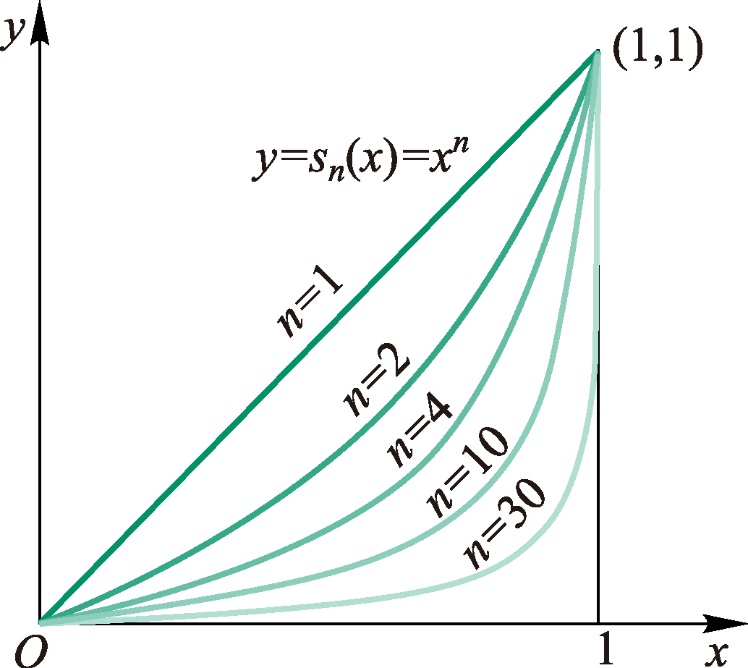 y
(1,1)
y=sₙ(x)=xⁿ
n=1
n=2
n=4
n=10
n=30
O
1
x